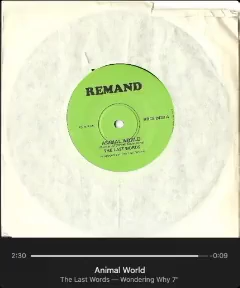 REMAND
ANIMAL WORLD
THE LAST WORDS
2:30
-0:09
Animal World
The Last Words — Wondering Why 7"